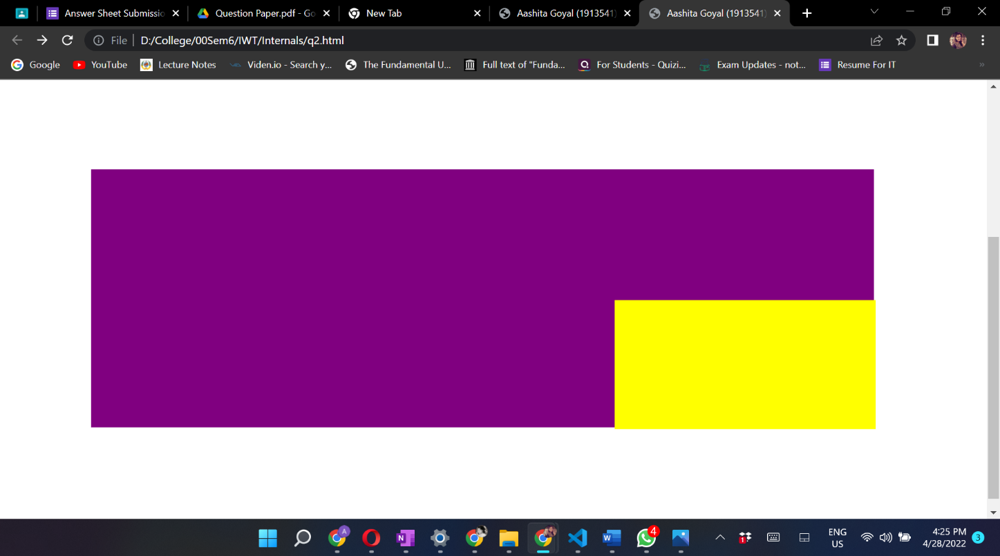 Answer Sheet Submissio
Question Paper.pdf - Go
New Tab
Aashita Goyal (1913541)
Aashita Goyal (1913541)
File
D:/College/00Sem6/IWT/Internals/q2.html
Google
YouTube
Lecture Notes
Viden.io - Search y...
The Fundamental U...
Full text of "Funda...
For Students - Quizi...
Exam Updates - not...
Resume For IT
A
N
W
4
1
ENG
US
4:25 PM
4/28/2022
3